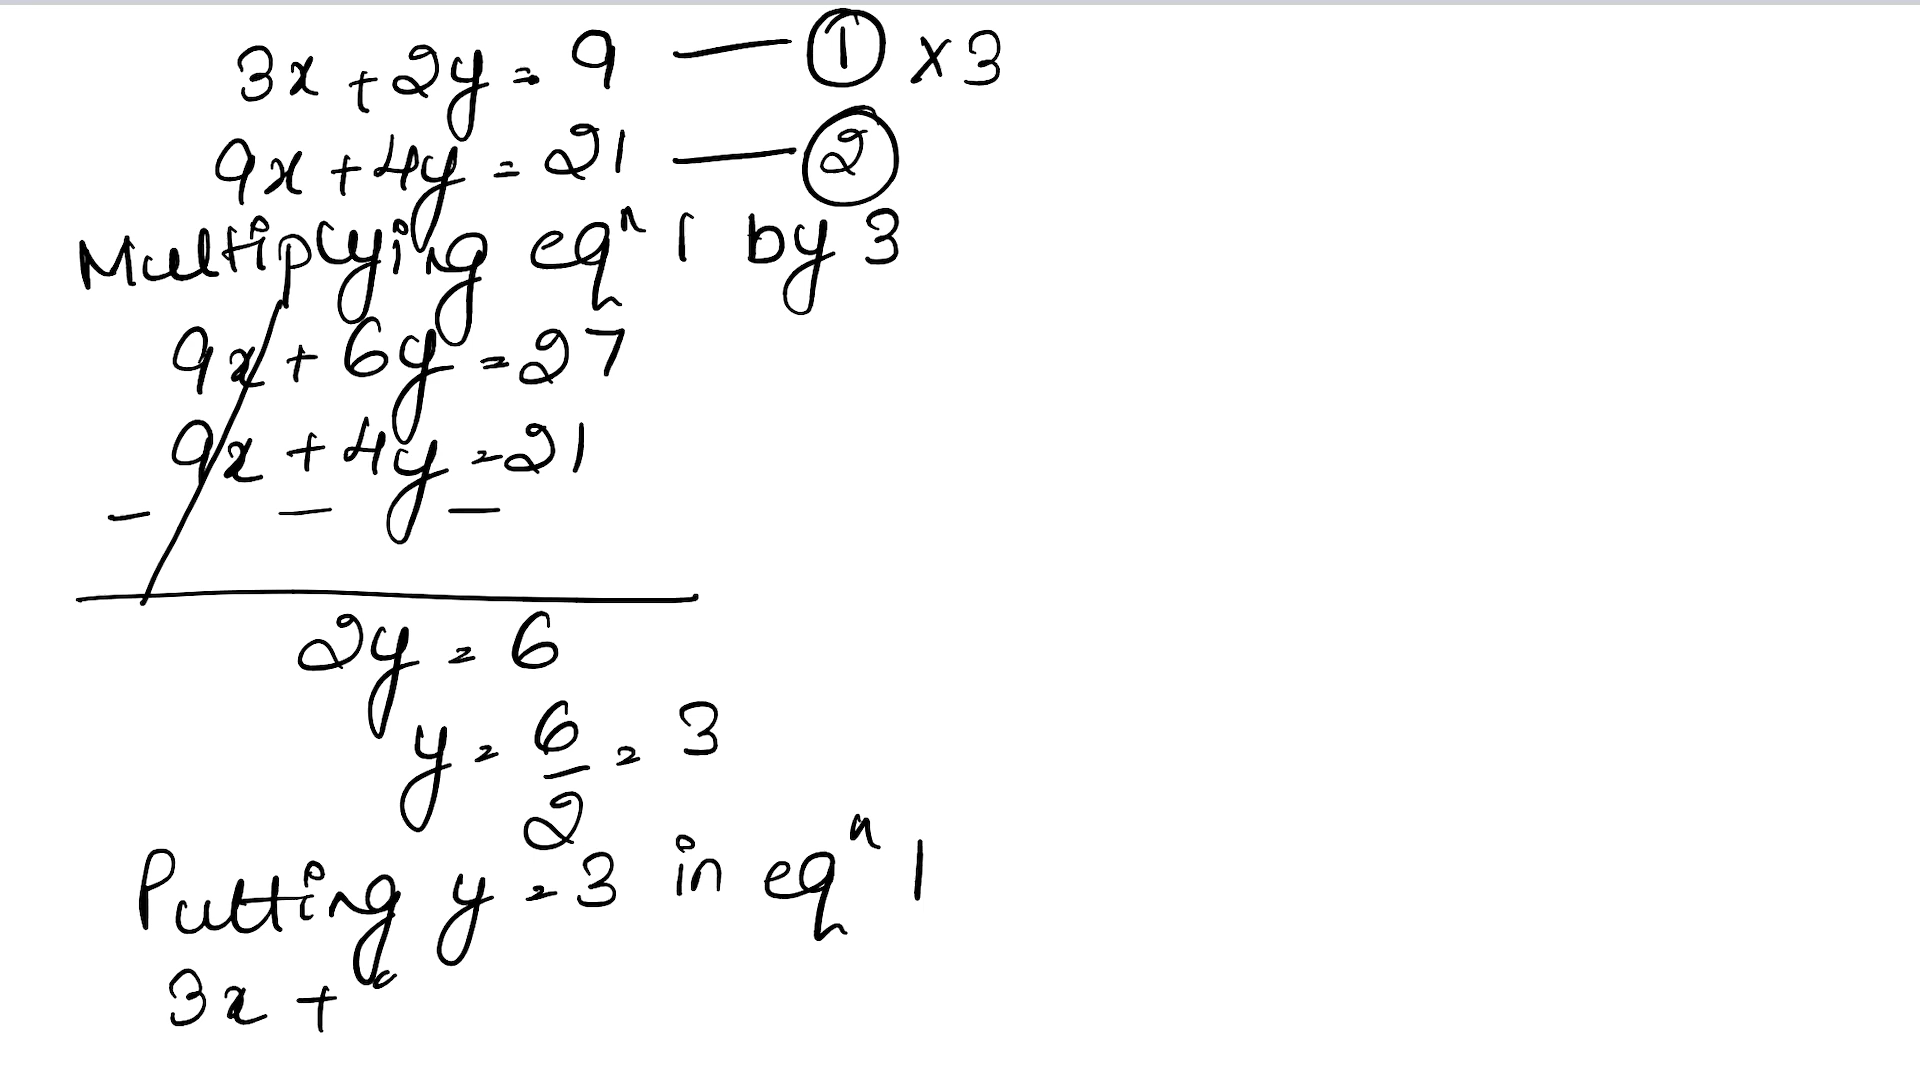 3x + 2y = 9 — ① × 3
9x + 4y = 21 — ②
Multiplying eqⁿ 1 by 3
9x + 6y = 27
9x + 4y = 21
— — —
2y = 6
y = 6/2 = 3
Putting y = 3 in eqⁿ 1
3x +